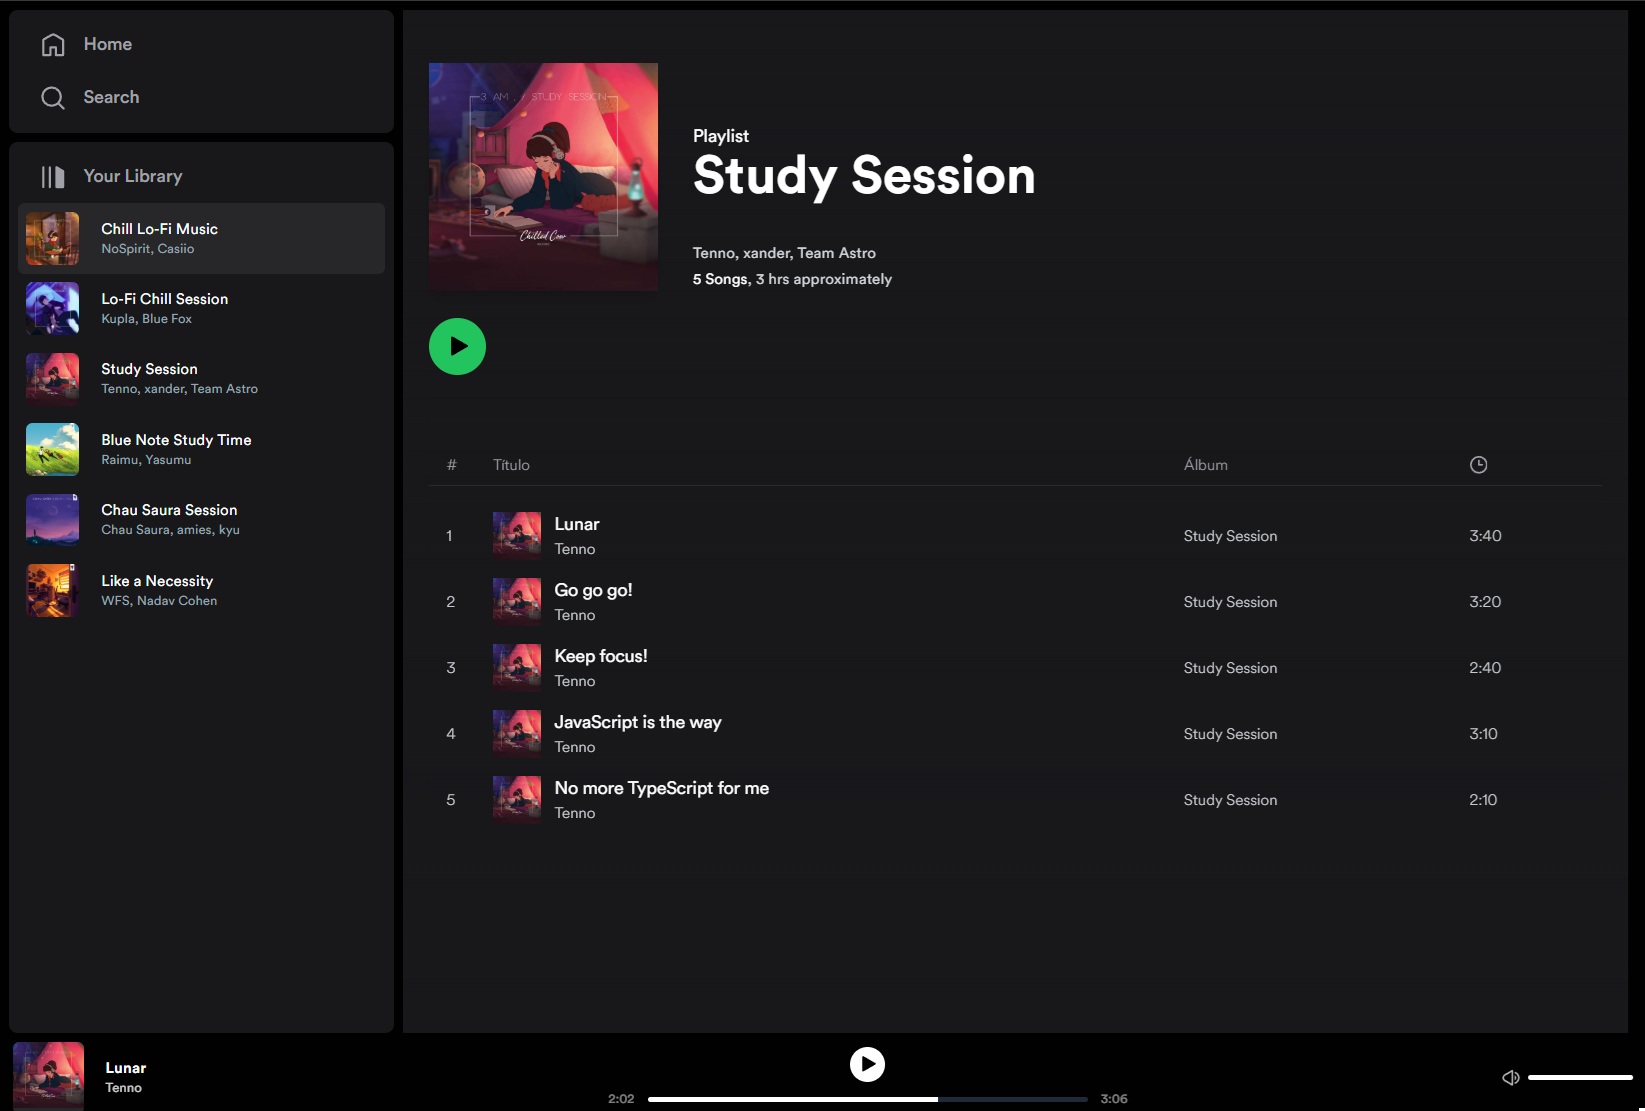 Home
Search
Your Library
Chill Lo-Fi Music
NoSpirit, Casiio
Lo-Fi Chill Session
Kupla, Blue Fox
Study Session
Tenno, xander, Team Astro
Blue Note Study Time
Raimu, Yasumu
Chau Saura Session
Chau Saura, amies, kyu
Like a Necessity
WFS, Nadav Cohen
3 AM STUDY SESSION
Chilled Cow
Playlist
Study Session
Tenno, xander, Team Astro
5 Songs, 3 hrs approximately
# Título Álbum
1 Lunar Study Session 3:40
Tenno
2 Go go go! Study Session 3:20
Tenno
3 Keep focus! Study Session 2:40
Tenno
4 JavaScript is the way Study Session 3:10
Tenno
5 No more TypeScript for me Study Session 2:10
Tenno
Lunar
Tenno
2:02 3:06